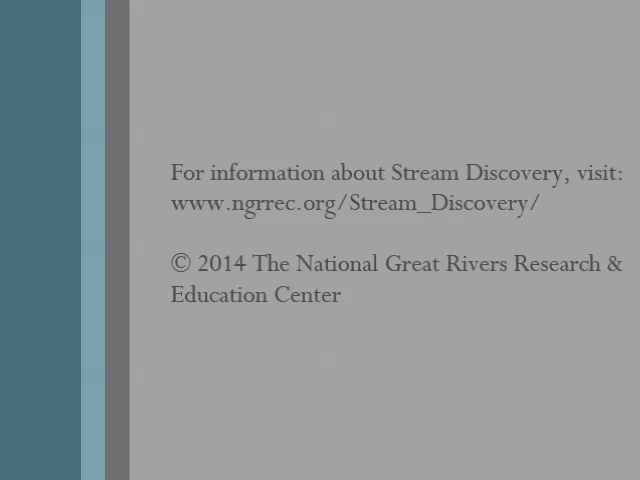 For information about Stream Discovery, visit:
www.ngrrec.org/Stream_Discovery/
© 2014 The National Great Rivers Research &
Education Center